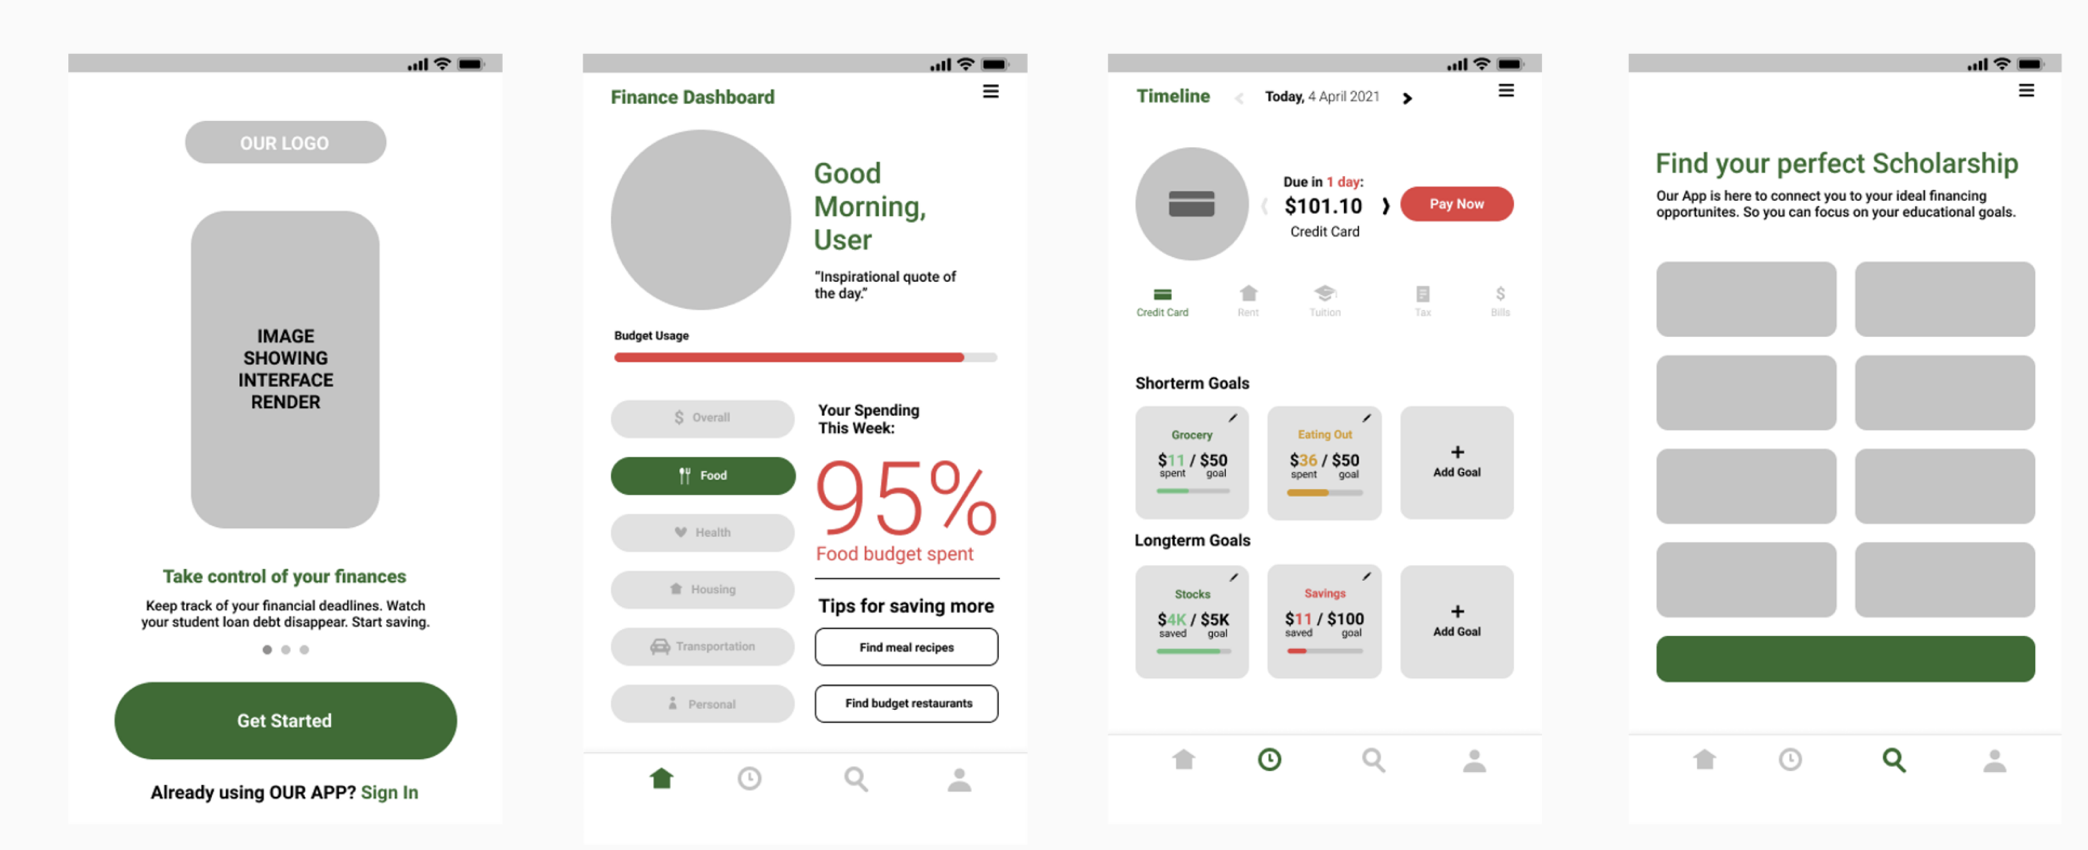 OUR LOGO
IMAGE
SHOWING
INTERFACE
RENDER
Take control of your finances
Keep track of your financial deadlines. Watch
your student loan debt disappear. Start saving.
Get Started
Already using OUR APP? Sign In
Finance Dashboard
Good
Morning,
User
“Inspirational quote of
the day.”
Budget Usage
$ Overall
Food
Health
Housing
Transportation
Personal
Your Spending
This Week:
95%
Food budget spent
Tips for saving more
Find meal recipes
Find budget restaurants
Timeline
Today, 4 April 2021
Due in 1 day:
$101.10
Credit Card
Pay Now
Credit Card
Rent
Tuition
Tax
$
Bills
Shorterm Goals
Grocery
$11 / $50
spent goal
Eating Out
$36 / $50
spent goal
+
Add Goal
Longterm Goals
Stocks
$4K / $5K
saved goal
Savings
$11 / $100
saved goal
+
Add Goal
Find your perfect Scholarship
Our App is here to connect you to your ideal financing
opportunites. So you can focus on your educational goals.